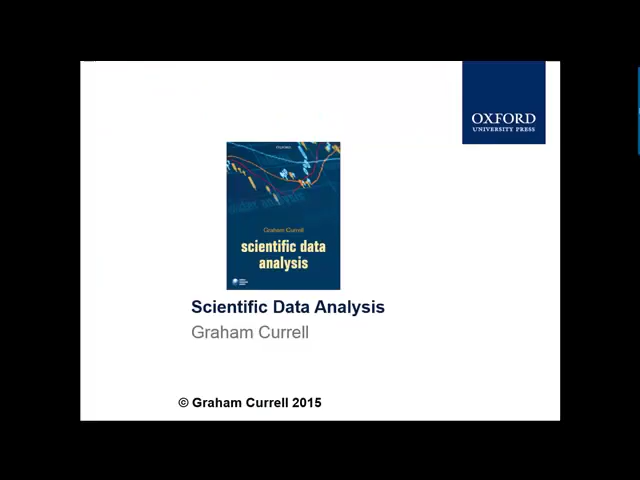 OXFORD
UNIVERSITY PRESS
Graham Currell
scientific data
analysis
Scientific Data Analysis
Graham Currell
© Graham Currell 2015